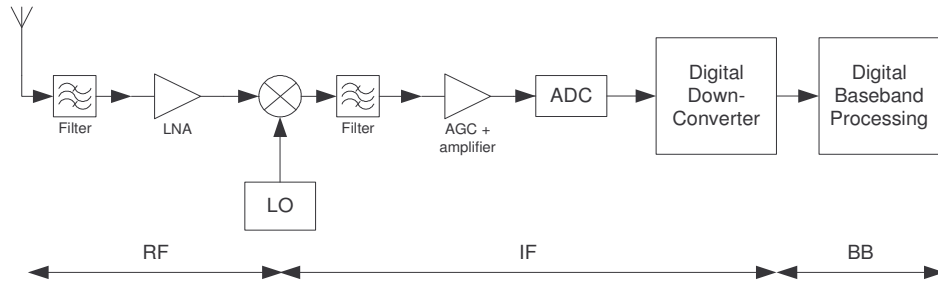 Filter
LNA
LO
Filter
AGC +
amplifier
ADC
Digital
Down-
Converter
Digital
Baseband
Processing
RF
IF
BB